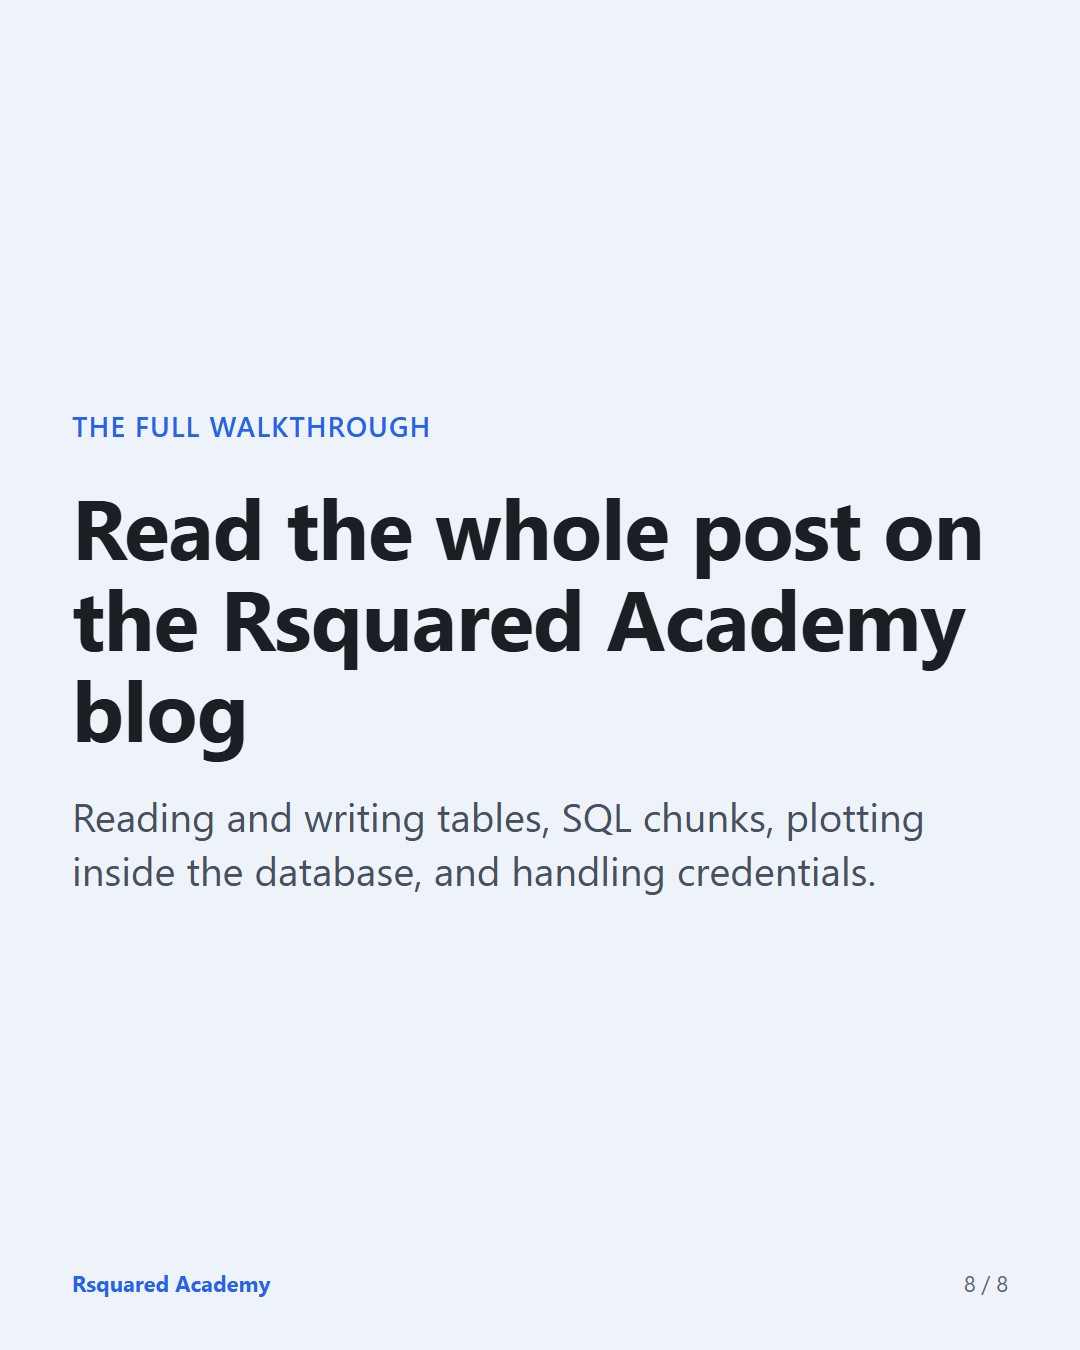 THE FULL WALKTHROUGH
Read the whole post on
the Rsquared Academy
blog
Reading and writing tables, SQL chunks, plotting
inside the database, and handling credentials.
Rsquared Academy
8 / 8